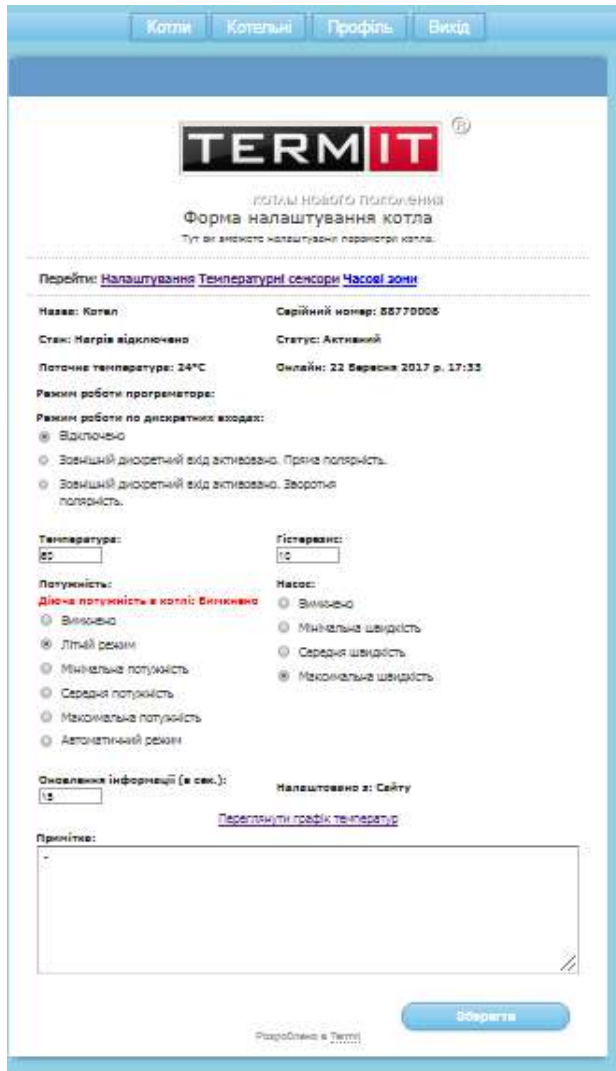 Котли Котельні Профіль Вихід
TERMIT ®
КОТЛЫ НОВОГО ПОКОЛЕНИЯ
Форма налаштування котла
Тут ви зможете налаштувати параметри котла.
Перейти: Налаштування Температурні сенсори Часові зони
Назва: Котел Серійний номер: 88770008
Стан: Нагрів відключено Статус: Активний
Поточна температура: 24°C Онлайн: 22 Вересня 2017 р. 17:33
Режим роботи програматора:
Режим роботи по дискретних входах:
Відключено
Зовнішній дискретний вхід активовано. Пряма полярність.
Зовнішній дискретний вхід активовано. Зворотня
полярність.
Температура: Гістерезис:
60 10
Потужність: Насос:
Діюча потужність в котлі: Вимкнено
Вимкнено Вимкнено
Літній режим Мінімальна швидкість
Мінімальна потужність Середня швидкість
Середня потужність Максимальна швидкість
Максимальна потужність
Автоматичний режим
Оновлення інформації (в сек.): Налаштовано з: Сайту
15
Переглянути графік температур
Примітка:
-
Зберегти
Розроблено в Termit